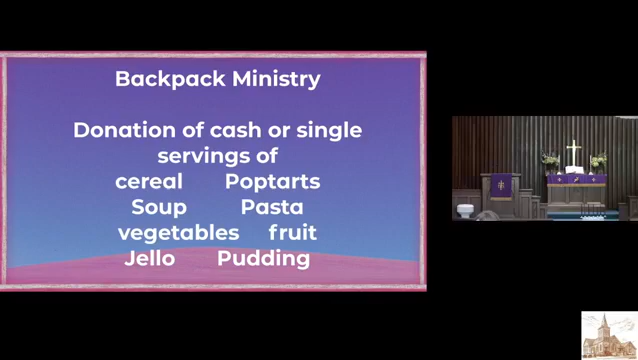 Backpack Ministry
Donation of cash or single
servings of
cereal Poptarts
Soup Pasta
vegetables fruit
Jello Pudding